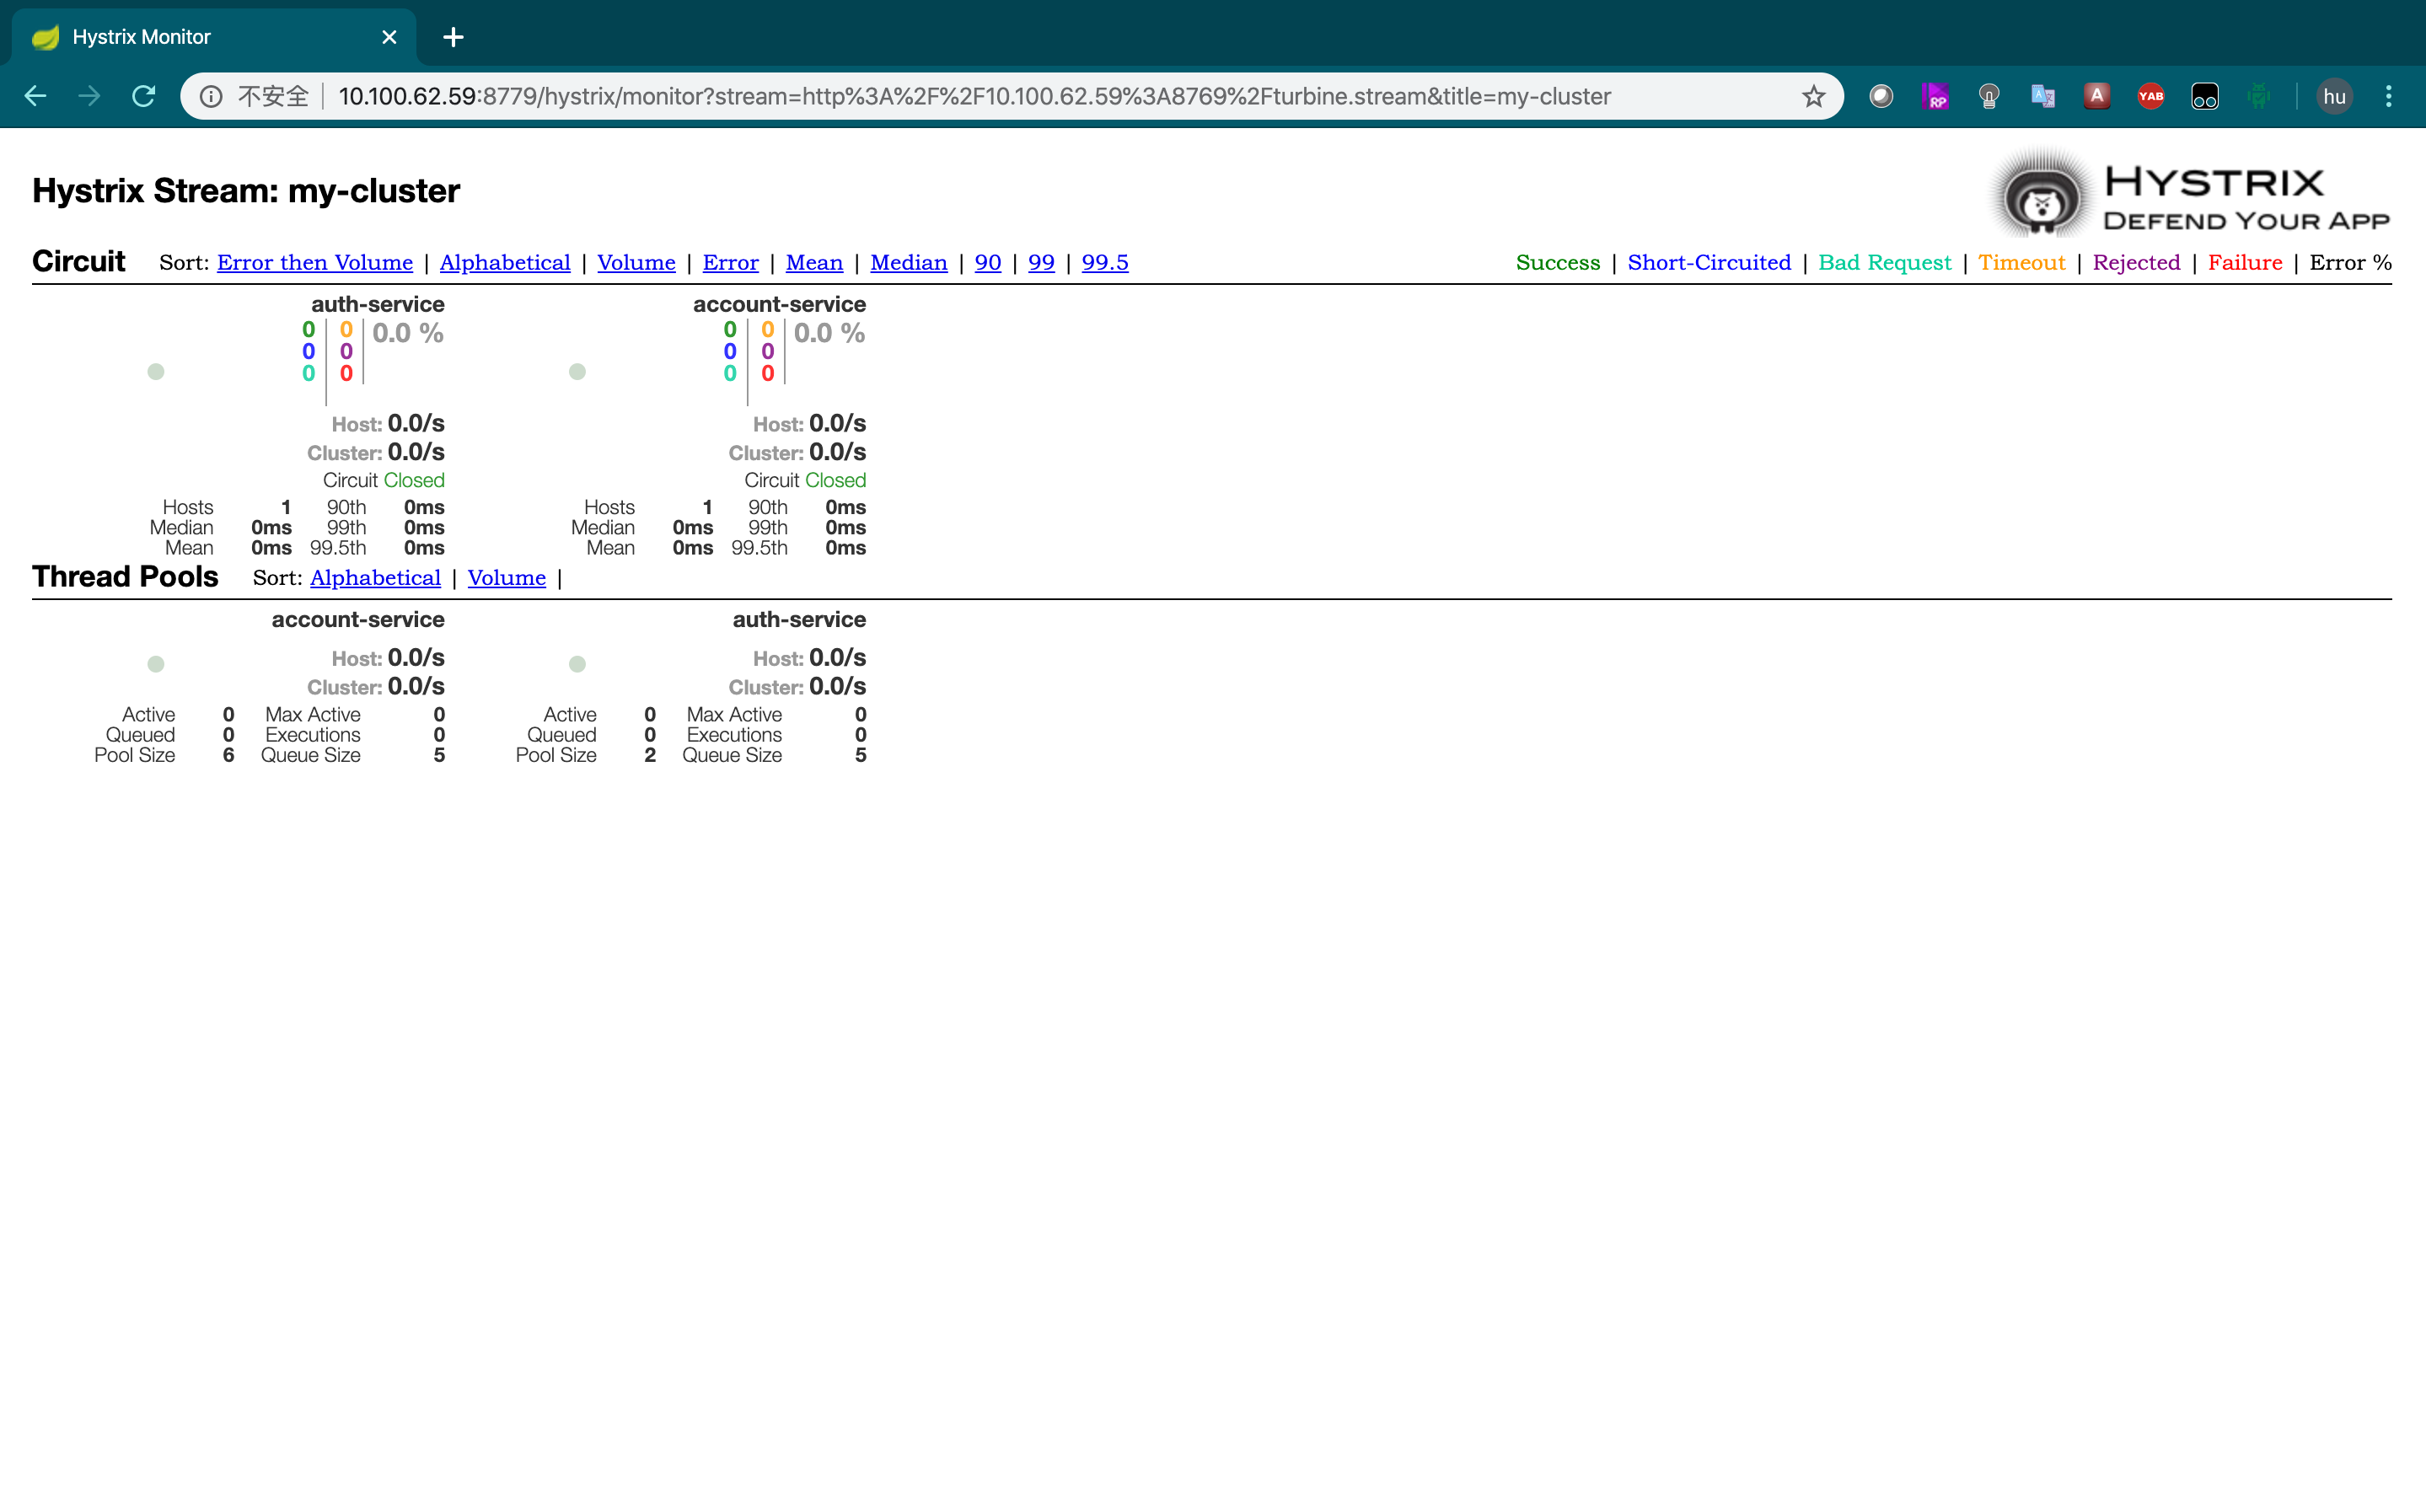 Hystrix Monitor
不安全 10.100.62.59:8779/hystrix/monitor?stream=http%3A%2F%2F10.100.62.59%3A8769%2Fturbine.stream&title=my-cluster
RP
A
YAB
hu
Hystrix Stream: my-cluster
HYSTRIX
DEFEND YOUR APP
Circuit Sort: Error then Volume | Alphabetical | Volume | Error | Mean | Median | 90 | 99 | 99.5
Success | Short-Circuited | Bad Request | Timeout | Rejected | Failure | Error %
auth-service
0 0 0.0 %
0 0
0 0
Host: 0.0/s
Cluster: 0.0/s
Circuit Closed
Hosts 1 90th 0ms
Median 0ms 99th 0ms
Mean 0ms 99.5th 0ms
account-service
0 0 0.0 %
0 0
0 0
Host: 0.0/s
Cluster: 0.0/s
Circuit Closed
Hosts 1 90th 0ms
Median 0ms 99th 0ms
Mean 0ms 99.5th 0ms
Thread Pools Sort: Alphabetical | Volume |
account-service
Host: 0.0/s
Cluster: 0.0/s
Active 0 Max Active 0
Queued 0 Executions 0
Pool Size 6 Queue Size 5
auth-service
Host: 0.0/s
Cluster: 0.0/s
Active 0 Max Active 0
Queued 0 Executions 0
Pool Size 2 Queue Size 5